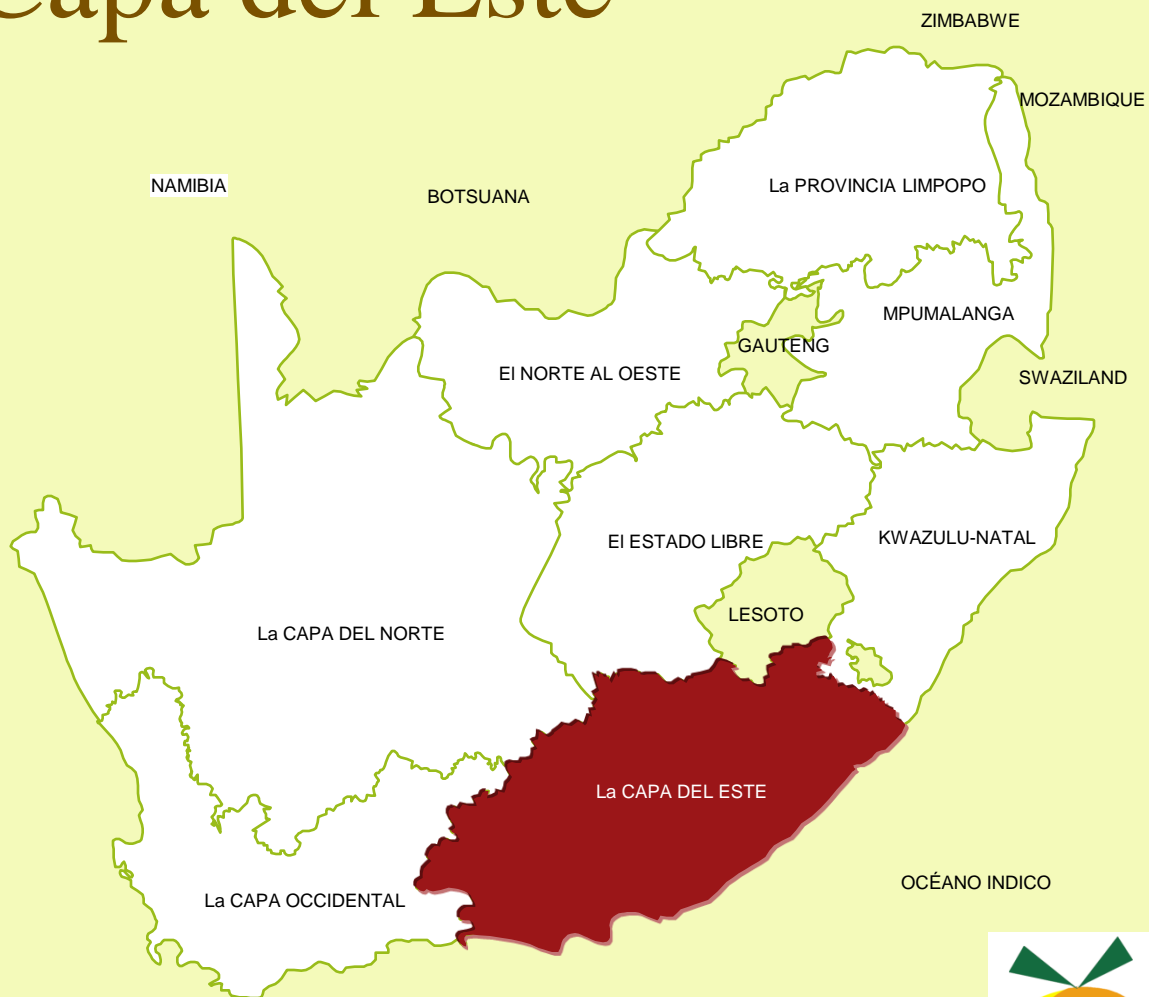 Capa del Este
ZIMBABWE
MOZAMBIQUE
NAMIBIA
BOTSUANA
La PROVINCIA LIMPOPO
MPUMALANGA
GAUTENG
El NORTE AL OESTE
SWAZILAND
El ESTADO LIBRE
KWAZULU-NATAL
LESOTO
La CAPA DEL NORTE
La CAPA DEL ESTE
OCÉANO INDICO
La CAPA OCCIDENTAL